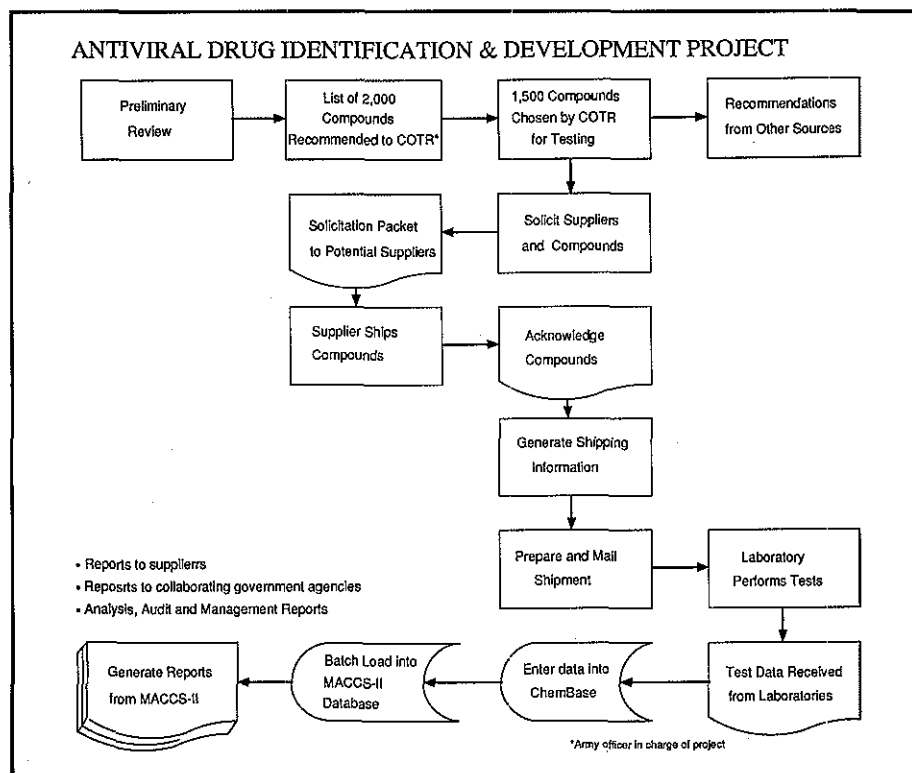 ANTIVIRAL DRUG IDENTIFICATION & DEVELOPMENT PROJECT
Preliminary
Review
List of 2,000
Compounds
Recommended to COTR*
1,500 Compounds
Chosen by COTR
for Testing
Recommendations
from Other Sources
Solicitation Packet
to Potential Suppliers
Solicit Suppliers
and Compounds
Supplier Ships
Compounds
Acknowledge
Compounds
Generate Shipping
Information
Prepare and Mail
Shipment
Laboratory
Performs Tests
• Reports to suppliers
• Reposrts to collaborating government agencies
• Analysis, Audit and Management Reports
Generate Reports
from MACCS-II
Batch Load into
MACCS-II
Database
Enter data into
ChemBase
Test Data Received
from Laboratories
*Army officer in charge of project